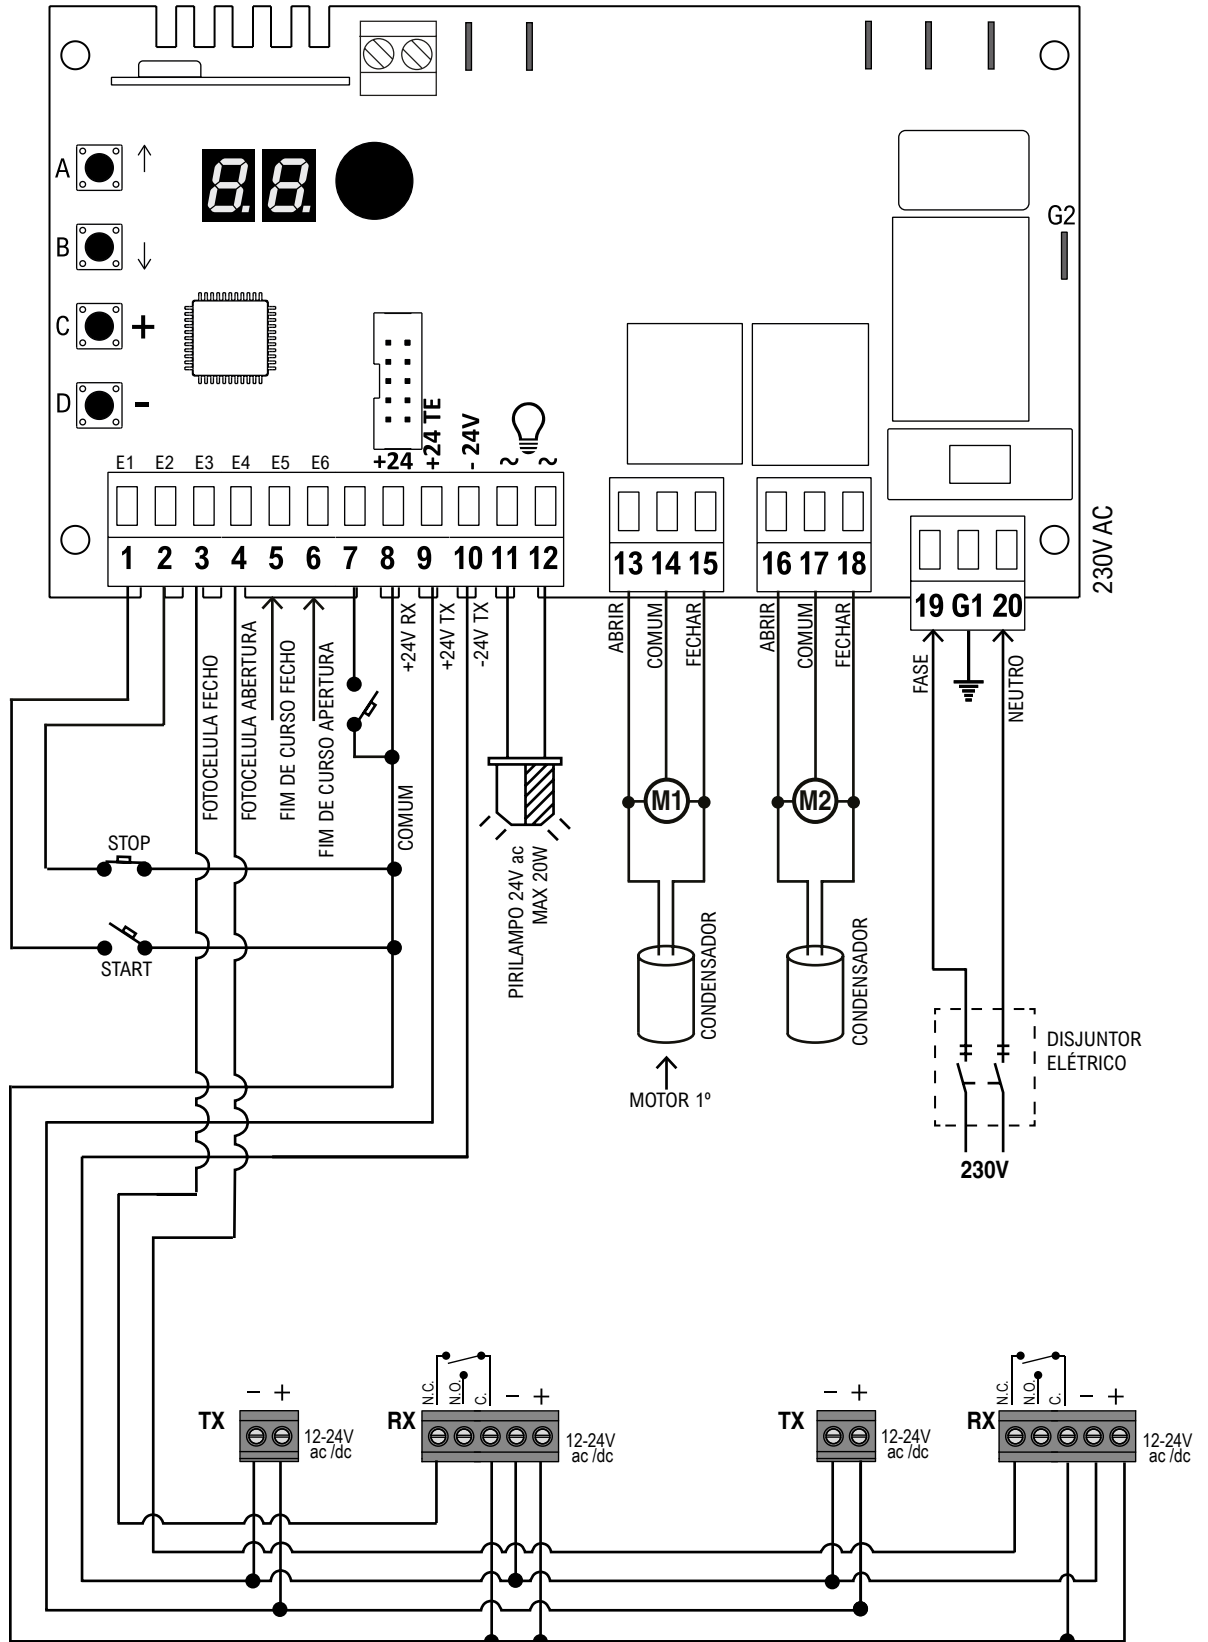 G2
A
B
C +
D -
E1 E2 E3 E4 E5 E6 +24 +24 TE - 24V ~ ~
1 2 3 4 5 6 7 8 9 10 11 12
13 14 15
16 17 18
19 G1 20
230V AC
FOTOCELULA FECHO
FOTOCELULA ABERTURA
FIM DE CURSO FECHO
FIM DE CURSO APERTURA
+24V RX
COMUM
+24V TX
-24V TX
ABRIR
COMUM
FECHAR
ABRIR
COMUM
FECHAR
FASE
NEUTRO
M1
M2
STOP
START
PIRILAMPO 24V ac
MAX 20W
CONDENSADOR
CONDENSADOR
MOTOR 1º
DISJUNTOR
ELÉTRICO
230V
TX
- +
12-24V
ac /dc
RX
N.C.
N.O.
C.
- +
12-24V
ac /dc
TX
- +
12-24V
ac /dc
RX
N.C.
N.O.
C.
- +
12-24V
ac /dc